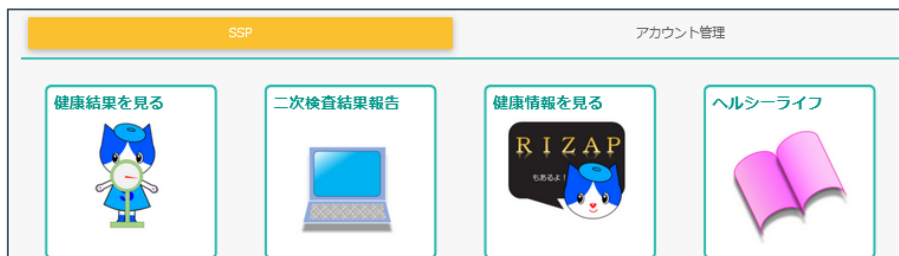 SSP
アカウント管理
健康結果を見る
二次検査結果報告
健康情報を見る
ヘルシーライフ
RIZAP
もあるよ!